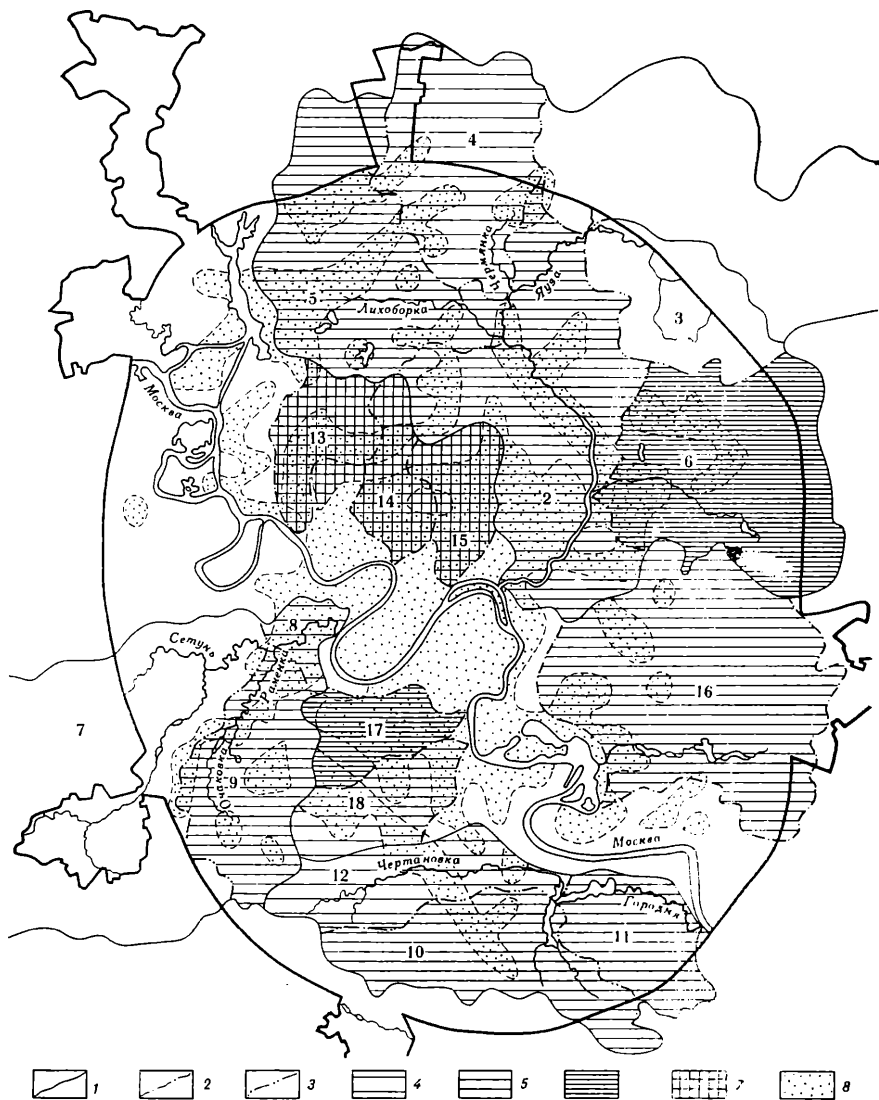 4
Чермянка
Яуза
5
Лихоборка
3
Москва
13
6
14
2
15
8
Сетунь
Раменка
16
7
17
Очаковка
9
18
Москва
Чертановка
12
Городня
11
10
1
2
3
4
5
7
8